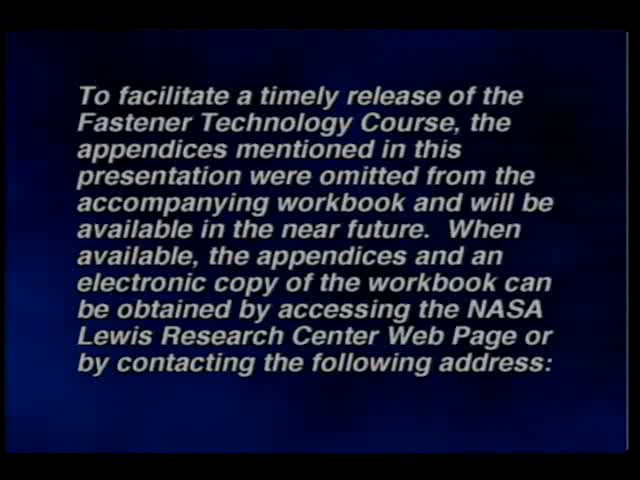 To facilitate a timely release of the
Fastener Technology Course, the
appendices mentioned in this
presentation were omitted from the
accompanying workbook and will be
available in the near future.  When
available, the appendices and an
electronic copy of the workbook can
be obtained by accessing the NASA
Lewis Research Center Web Page or
by contacting the following address: